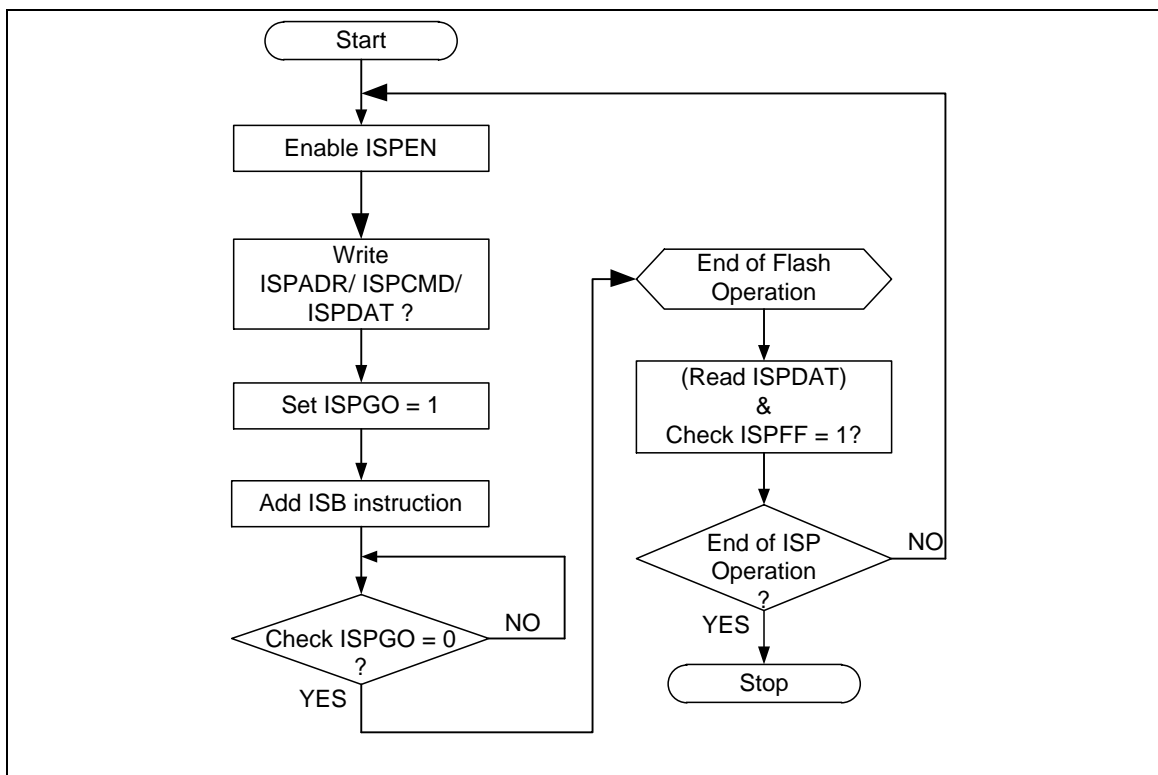 Start
Enable ISPEN
Write
ISPADR/ ISPCMD/
ISPDAT ?
Set ISPGO = 1
Add ISB instruction
Check ISPGO = 0
?
NO
YES
End of Flash
Operation
(Read ISPDAT)
&
Check ISPFF = 1?
End of ISP
Operation
?
NO
YES
Stop